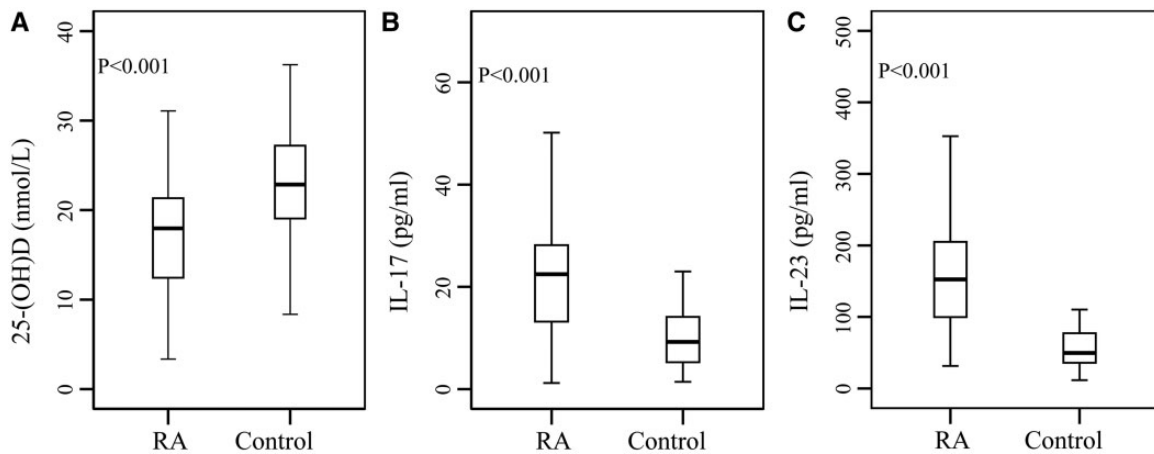 A
25-(OH)D (nmol/L)
40
30
20
10
0
P<0.001
RA Control
B
IL-17 (pg/ml)
60
40
20
0
P<0.001
RA Control
C
IL-23 (pg/ml)
500
400
300
200
100
0
P<0.001
RA Control